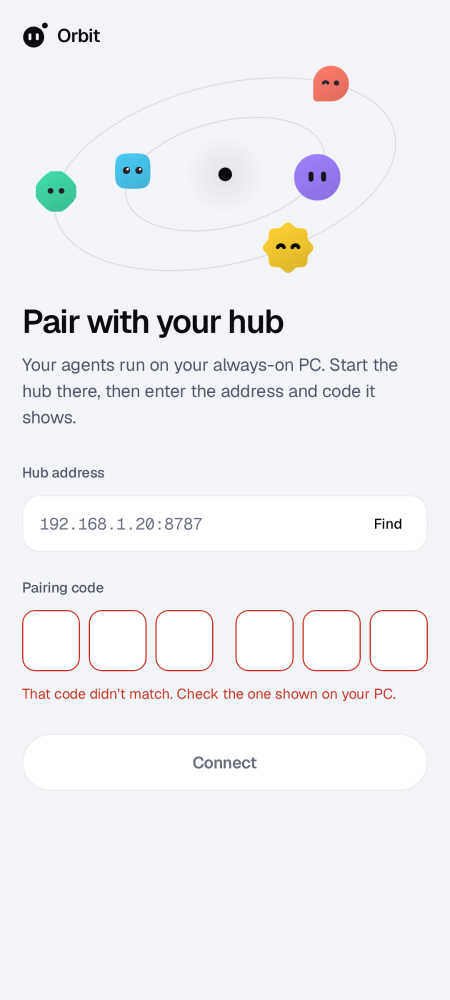 Orbit
Pair with your hub
Your agents run on your always-on PC. Start the
hub there, then enter the address and code it
shows.
Hub address
192.168.1.20:8787
Find
Pairing code
That code didn't match. Check the one shown on your PC.
Connect